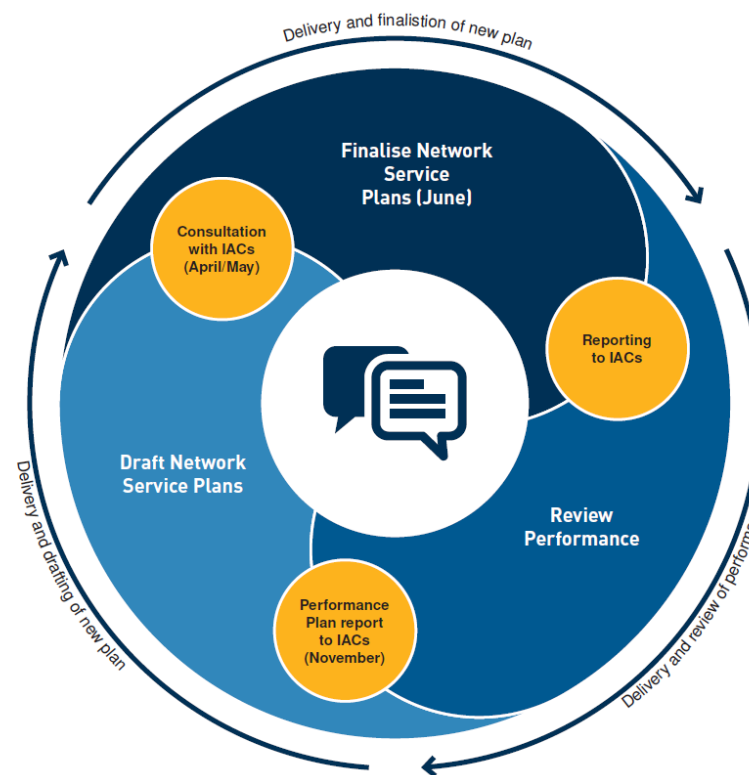 Delivery and finalistion of new plan
Finalise Network
Service
Plans (June)
Consultation
with IACs
(April/May)
Reporting
to IACs
Draft Network
Service Plans
Review
Performance
Performance
Plan report
to IACs
(November)
Delivery and drafting of new plan
Delivery and review of